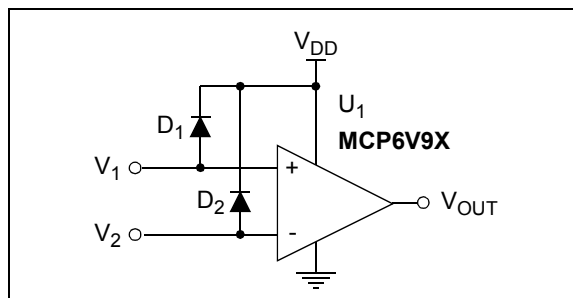 V_DD
U_1
MCP6V9X
D_1
V_1
+
D_2
V_OUT
V_2
-